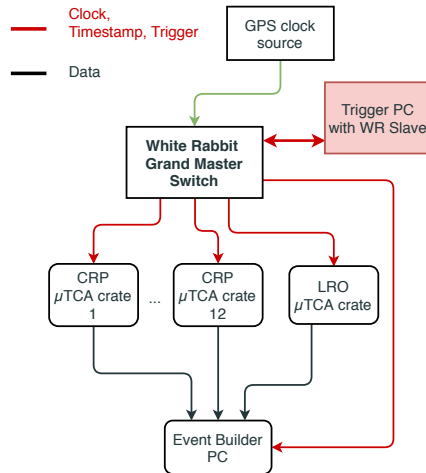 Clock,
Timestamp, Trigger
Data
GPS clock
source
Trigger PC
with WR Slave
White Rabbit
Grand Master
Switch
CRP
µTCA crate
1
...
CRP
µTCA crate
12
LRO
µTCA crate
Event Builder
PC